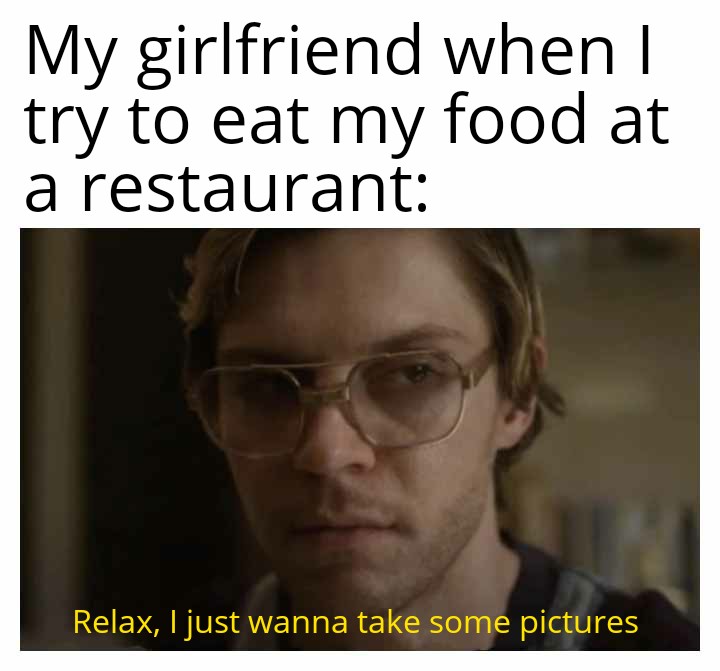 My girlfriend when I
try to eat my food at
a restaurant:
Relax, I just wanna take some pictures